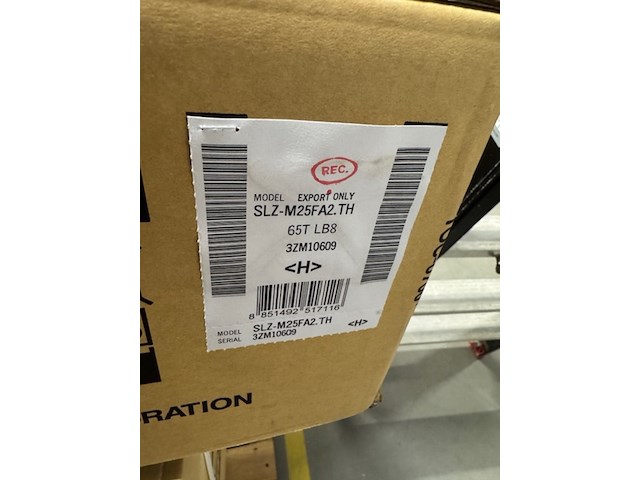 REC.
MODEL EXPORT ONLY
SLZ-M25FA2.TH
65T LB8
3ZM10609
<H>
8 851492 517116
MODEL SLZ-M25FA2.TH <H>
SERIAL 3ZM10609
RATION